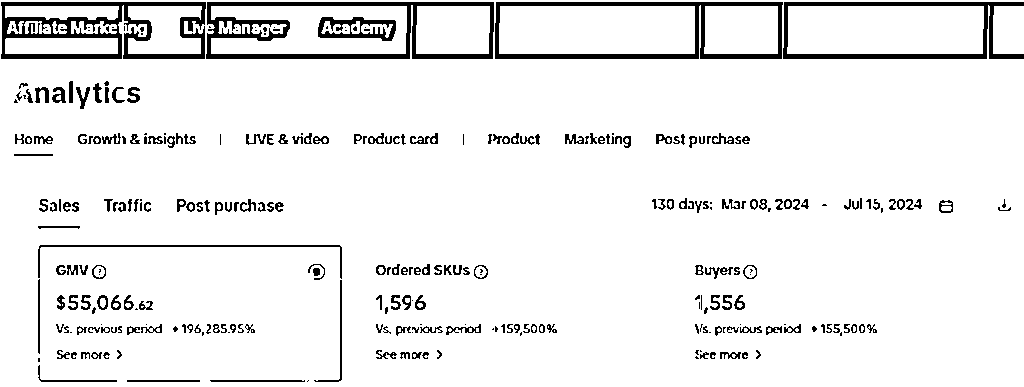 Affiliate Marketing Live Manager Academy
Analytics
Home Growth & insights | LIVE & video Product card | Product Marketing Post purchase
Sales Traffic Post purchase 130 days: Mar 08, 2024 - Jul 15, 2024
GMV Ordered SKUs Buyers
$55,066.62 1,596 1,556
Vs. previous period +196,285.95% Vs. previous period +159,500% Vs. previous period +155,500%
See more > See more > See more >